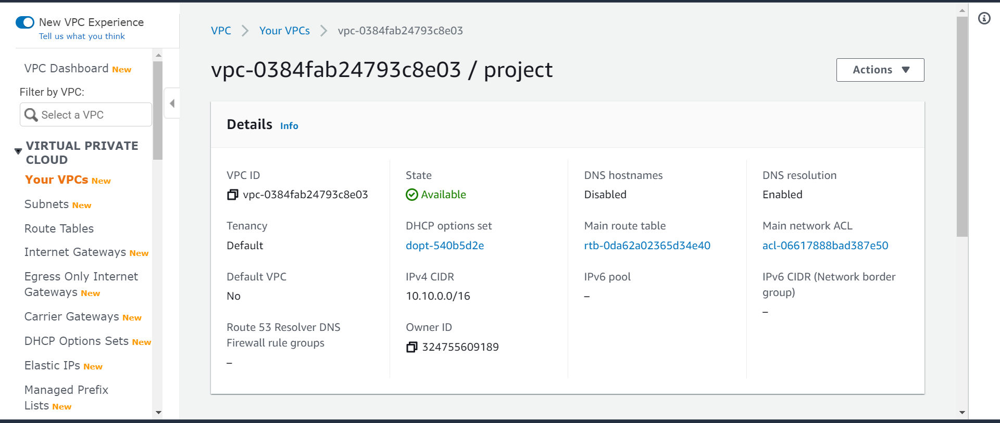 New VPC Experience
Tell us what you think
VPC Dashboard New
Filter by VPC:
Select a VPC
VIRTUAL PRIVATE
CLOUD
Your VPCs New
Subnets New
Route Tables
Internet Gateways New
Egress Only Internet
Gateways New
Carrier Gateways New
DHCP Options Sets New
Elastic IPs New
Managed Prefix
Lists New
VPC > Your VPCs > vpc-0384fab24793c8e03
vpc-0384fab24793c8e03 / project
Actions
Details Info
VPC ID
vpc-0384fab24793c8e03
State
Available
DNS hostnames
Disabled
DNS resolution
Enabled
Tenancy
Default
DHCP options set
dopt-540b5d2e
Main route table
rtb-0da62a02365d34e40
Main network ACL
acl-06617888bad387e50
Default VPC
No
IPv4 CIDR
10.10.0.0/16
IPv6 pool
–
IPv6 CIDR (Network border
group)
–
Route 53 Resolver DNS
Firewall rule groups
–
Owner ID
324755609189